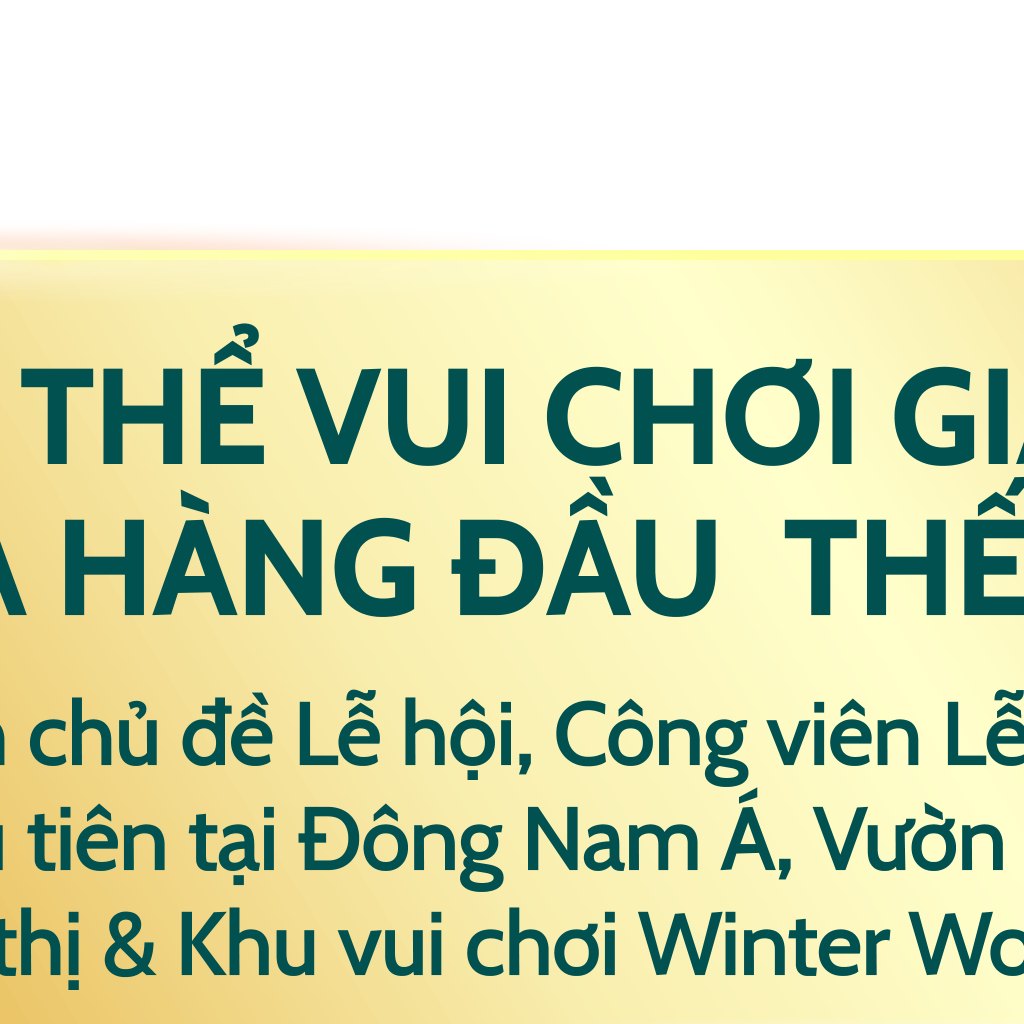 THỂ VUI CHƠI GI
HÀNG ĐẦU THẾ
chủ đề Lễ hội, Công viên Lễ
tiên tại Đông Nam Á, Vườn
thị & Khu vui chơi Winter Wo